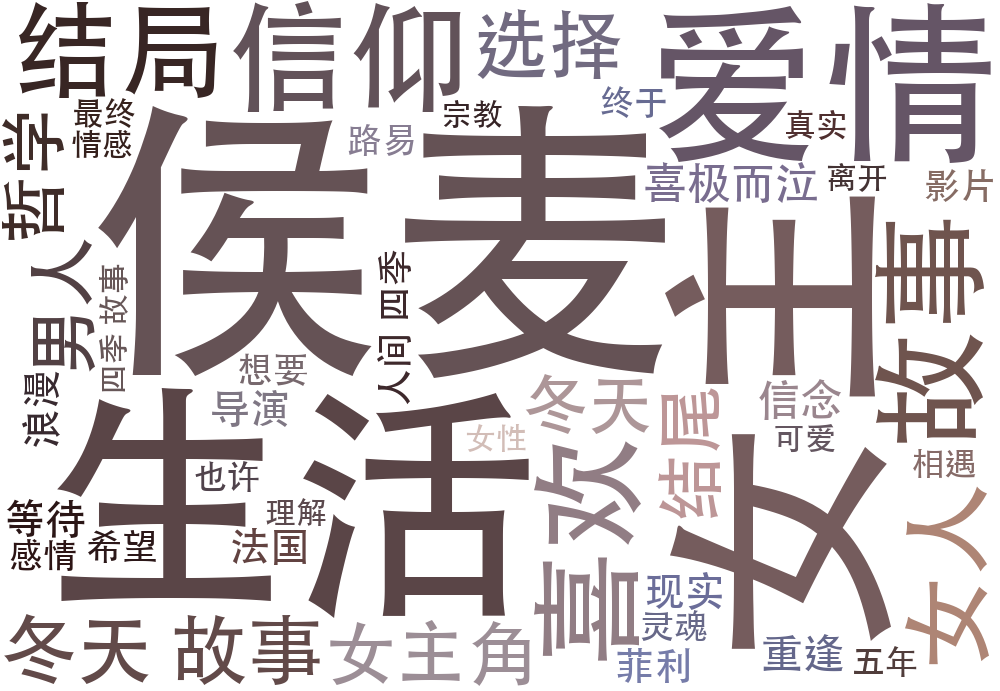 结局
信仰
选择
爱情
最终
情感
路易
宗教
终于
真实
哲学
侯麦
喜极而泣
离开
影片
男人
四季 故事
人间 四季
女主
故事
浪漫
想要
导演
冬天
信念
可爱
结尾
女性
相遇
生活
也许
喜欢
等待
感情
希望
法国
理解
女人
现实
灵魂
冬天 故事
女主角
菲利
重逢
五年